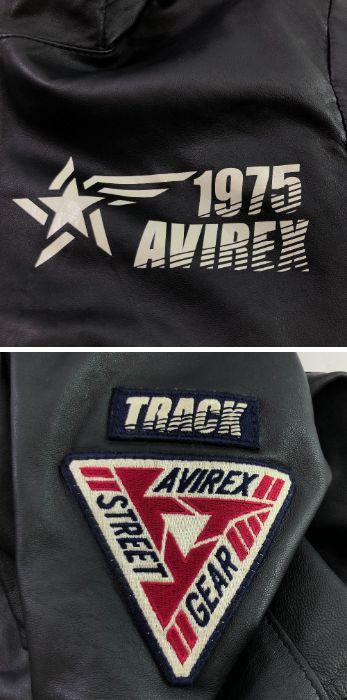 1975
AVIREX
TRACK
AVIREX
STREET
GEAR